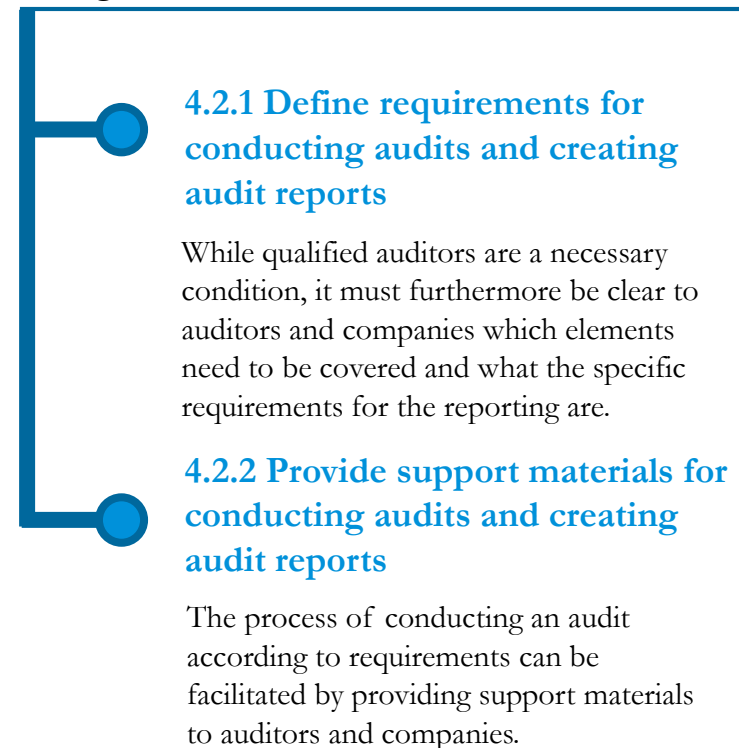 4.2.1 Define requirements for
conducting audits and creating
audit reports
While qualified auditors are a necessary
condition, it must furthermore be clear to
auditors and companies which elements
need to be covered and what the specific
requirements for the reporting are.
4.2.2 Provide support materials for
conducting audits and creating
audit reports
The process of conducting an audit
according to requirements can be
facilitated by providing support materials
to auditors and companies.